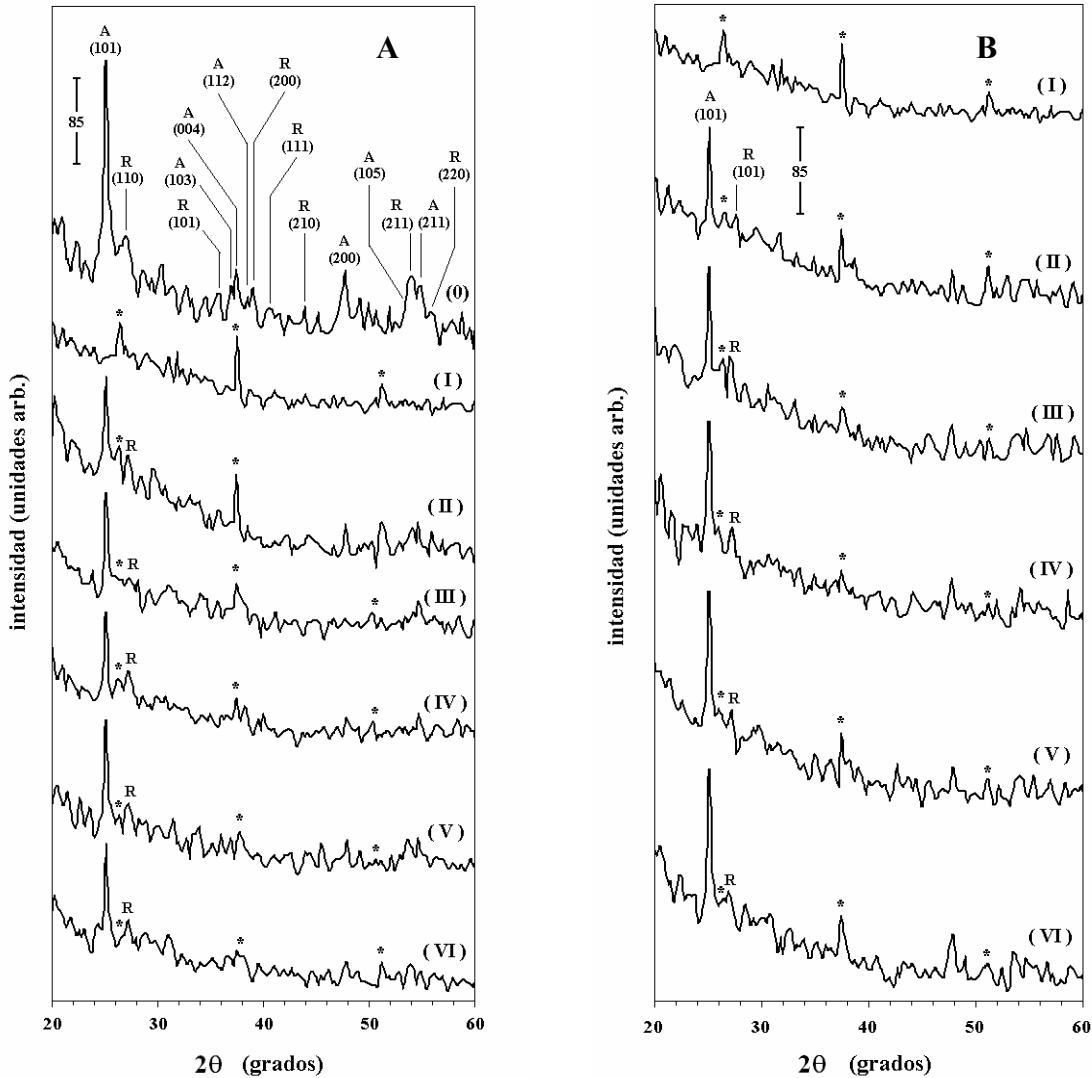 A
A
(101)
A
(112)
R
(200)
A
(004)
R
(111)
85
R
(110)
A
(103)
A
(105)
R
(220)
R
(101)
R
(210)
R
(211)
A
(211)
A
(200)
(0)
*
*
*
(I)
*
R
*
(II)
*
R
*
*
(III)
*
R
*
*
(IV)
*
R
*
*
(V)
*
R
*
*
(VI)
intensidad (unidades arb.)
20
30
40
50
60
2θ (grados)
B
*
*
*
(I)
A
(101)
R
(101)
85
*
*
*
(II)
*
R
*
*
(III)
*
R
*
*
(IV)
*
R
*
*
(V)
*
R
*
*
(VI)
intensidad (unidades arb.)
20
30
40
50
60
2θ (grados)